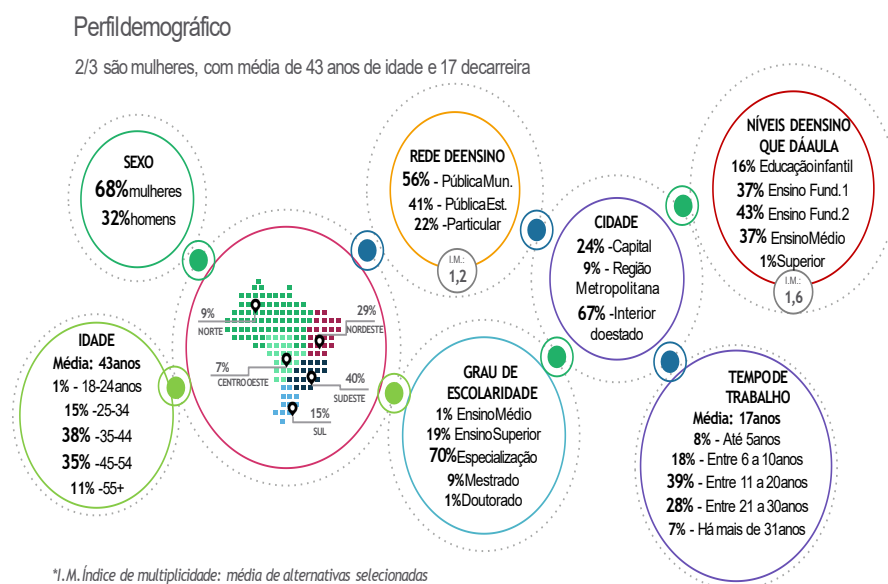 Perfildemográfico
2/3 são mulheres, com média de 43 anos de idade e 17 decarreira
SEXO
68%mulheres
32%homens
REDE DEENSINO
56% - PúblicaMun.
41% - PúblicaEst.
22% -Particular
I.M.:
1,2
NÍVEIS DEENSINO
QUE DÁAULA
16% Educaçãoinfantil
37% Ensino Fund.1
43% Ensino Fund.2
37% EnsinoMédio
1%Superior
I.M.:
1,6
CIDADE
24% -Capital
9% - Região
Metropolitana
67% -Interior
doestado
9%
NORTE
29%
NORDESTE
7%
CENTROOESTE
40%
SUDESTE
15%
SUL
IDADE
Média: 43anos
1% - 18-24anos
15% -25-34
38% -35-44
35% -45-54
11% -55+
GRAU DE
ESCOLARIDADE
1% EnsinoMédio
19% EnsinoSuperior
70%Especialização
9%Mestrado
1%Doutorado
TEMPODE
TRABALHO
Média: 17anos
8% - Até 5anos
18% - Entre 6 a 10anos
39% - Entre 11 a 20anos
28% - Entre 21 a 30anos
7% - Hámais de 31anos
*I.M.Índice de multiplicidade: média de alternativas selecionadas